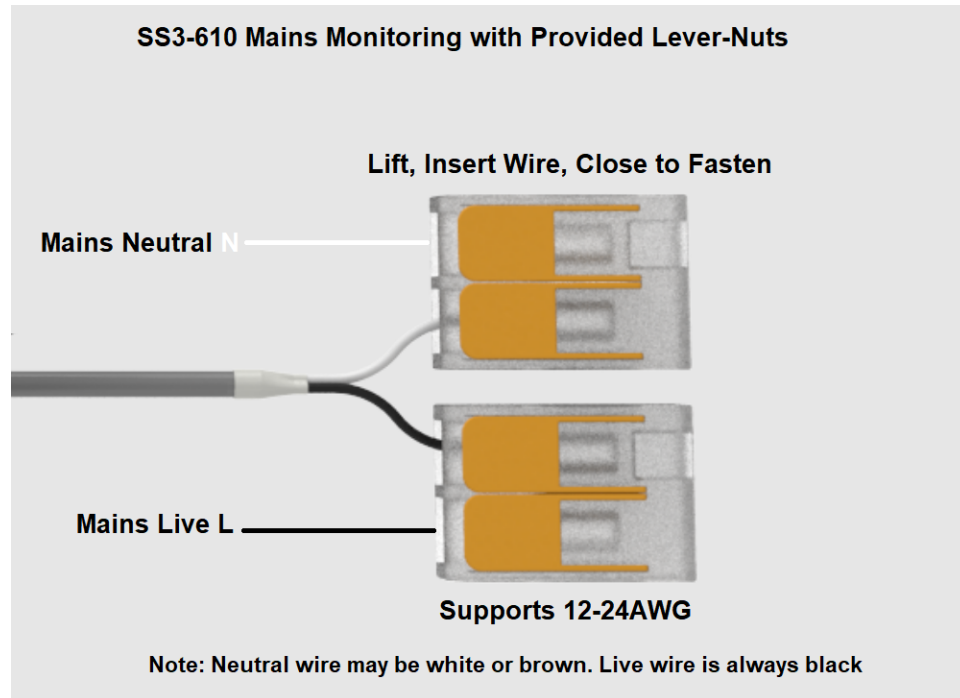 SS3-610 Mains Monitoring with Provided Lever-Nuts
Lift, Insert Wire, Close to Fasten
Mains Neutral N
Mains Live L
Supports 12-24AWG
Note: Neutral wire may be white or brown. Live wire is always black